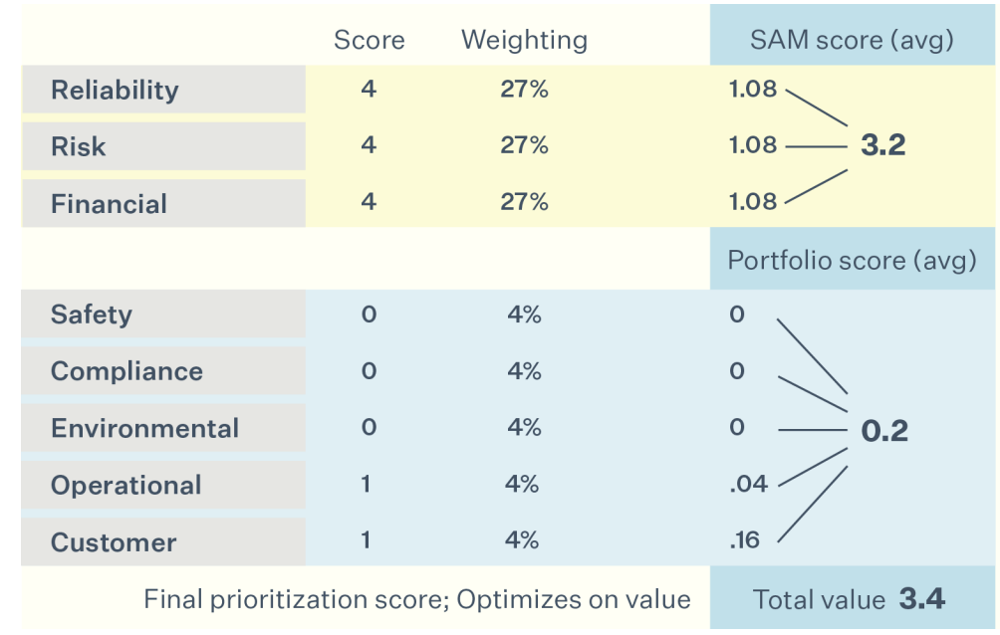 Score Weighting SAM score (avg)
Reliability 4 27% 1.08
Risk 4 27% 1.08 3.2
Financial 4 27% 1.08
Portfolio score (avg)
Safety 0 4% 0
Compliance 0 4% 0
Environmental 0 4% 0 0.2
Operational 1 4% .04
Customer 1 4% .16
Final prioritization score; Optimizes on value Total value 3.4